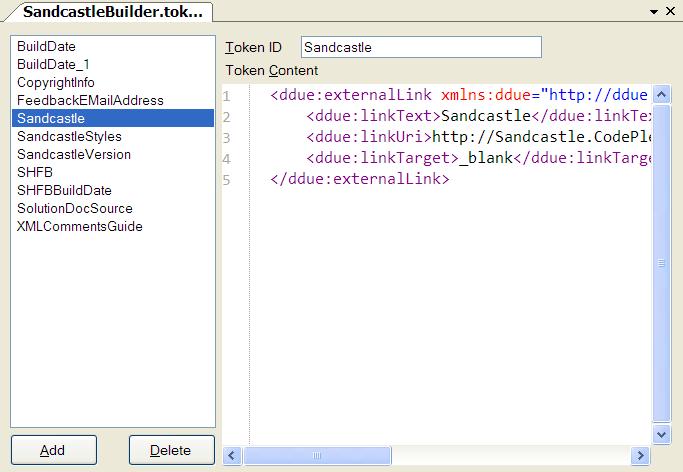 SandcastleBuilder.tok...
BuildDate
BuildDate_1
CopyrightInfo
FeedbackEMailAddress
Sandcastle
SandcastleStyles
SandcastleVersion
SHFB
SHFBBuildDate
SolutionDocSource
XMLCommentsGuide
Add
Delete
Token ID
Sandcastle
Token Content
1 <ddue:externalLink xmlns:ddue="http://ddue
2 <ddue:linkText>Sandcastle</ddue:linkTex
3 <ddue:linkUri>http://Sandcastle.CodePle
4 <ddue:linkTarget>_blank</ddue:linkTarge
5 </ddue:externalLink>